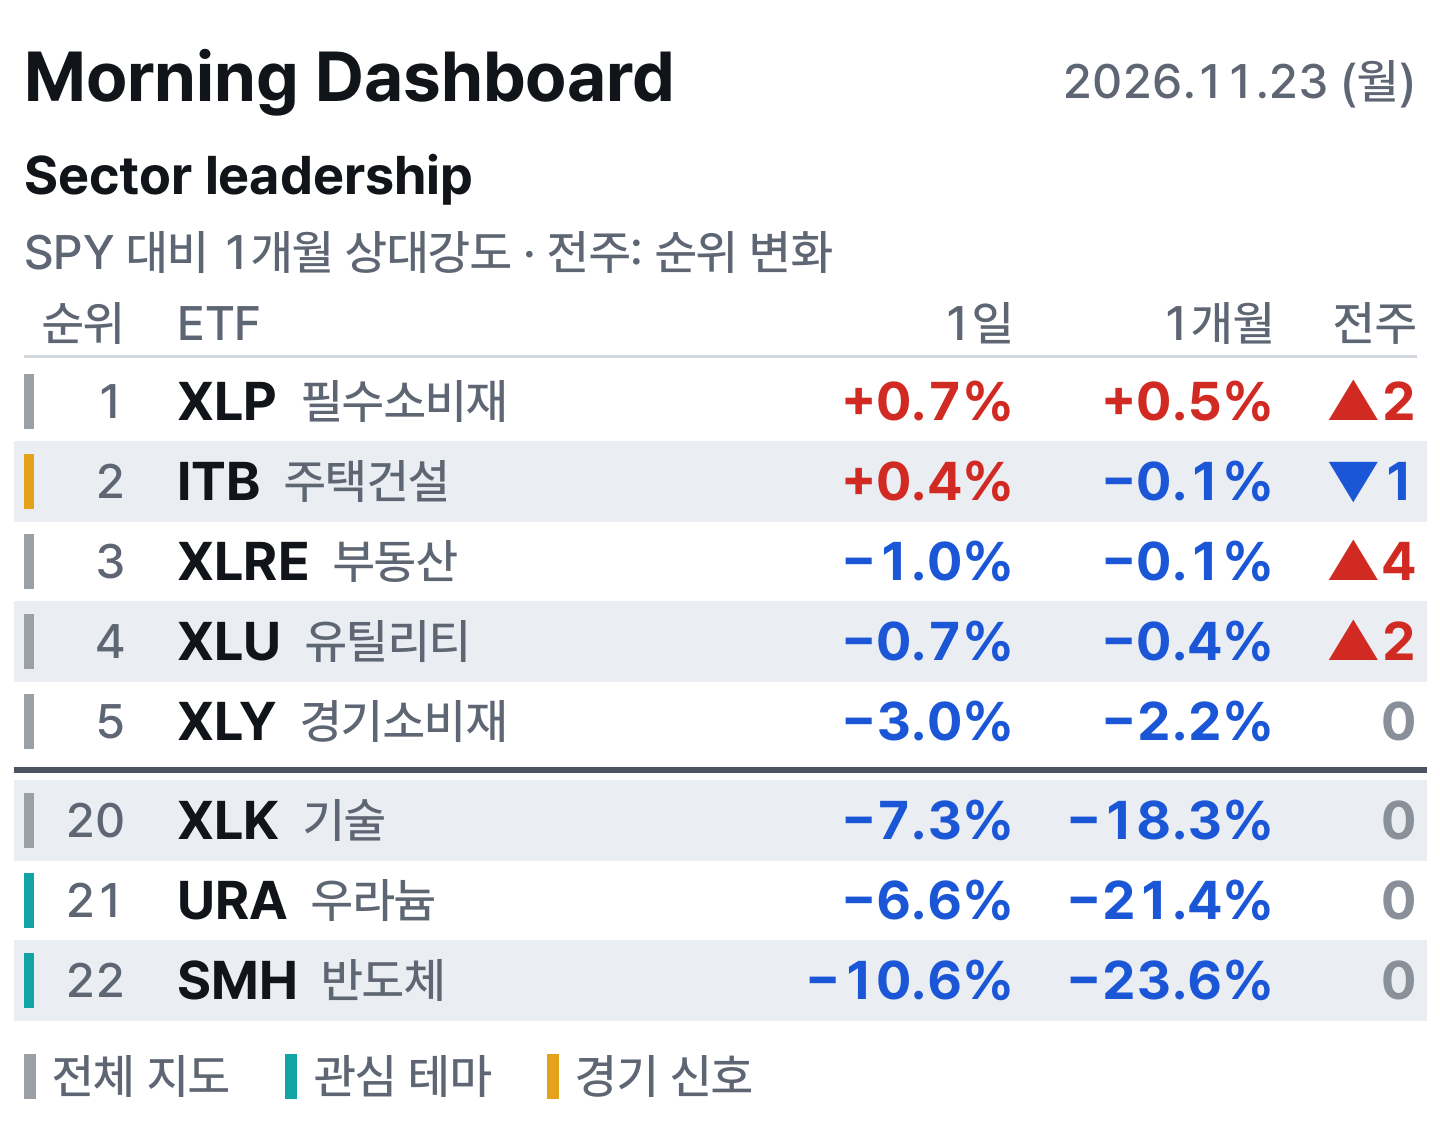 Morning Dashboard 2026.11.23 (월)
Sector leadership
SPY 대비 1개월 상대강도 · 전주: 순위 변화
순위 ETF 1일 1개월 전주
1 XLP 필수소비재 +0.7% +0.5% ▲2
2 ITB 주택건설 +0.4% −0.1% ▼1
3 XLRE 부동산 −1.0% −0.1% ▲4
4 XLU 유틸리티 −0.7% −0.4% ▲2
5 XLY 경기소비재 −3.0% −2.2% 0
20 XLK 기술 −7.3% −18.3% 0
21 URA 우라늄 −6.6% −21.4% 0
22 SMH 반도체 −10.6% −23.6% 0
전체 지도 관심 테마 경기 신호